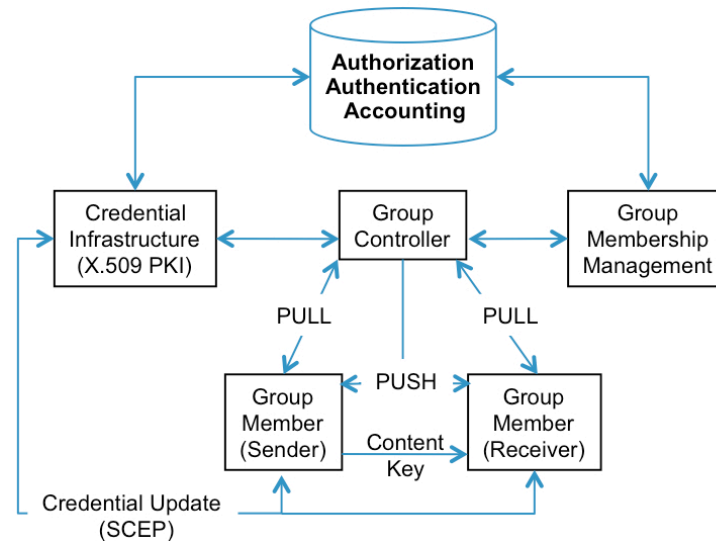 Authorization
Authentication
Accounting
Credential
Infrastructure
(X.509 PKI)
Group
Controller
Group
Membership
Management
PULL
PULL
Group
Member
(Sender)
PUSH
Group
Member
(Receiver)
Content
Key
Credential Update
(SCEP)